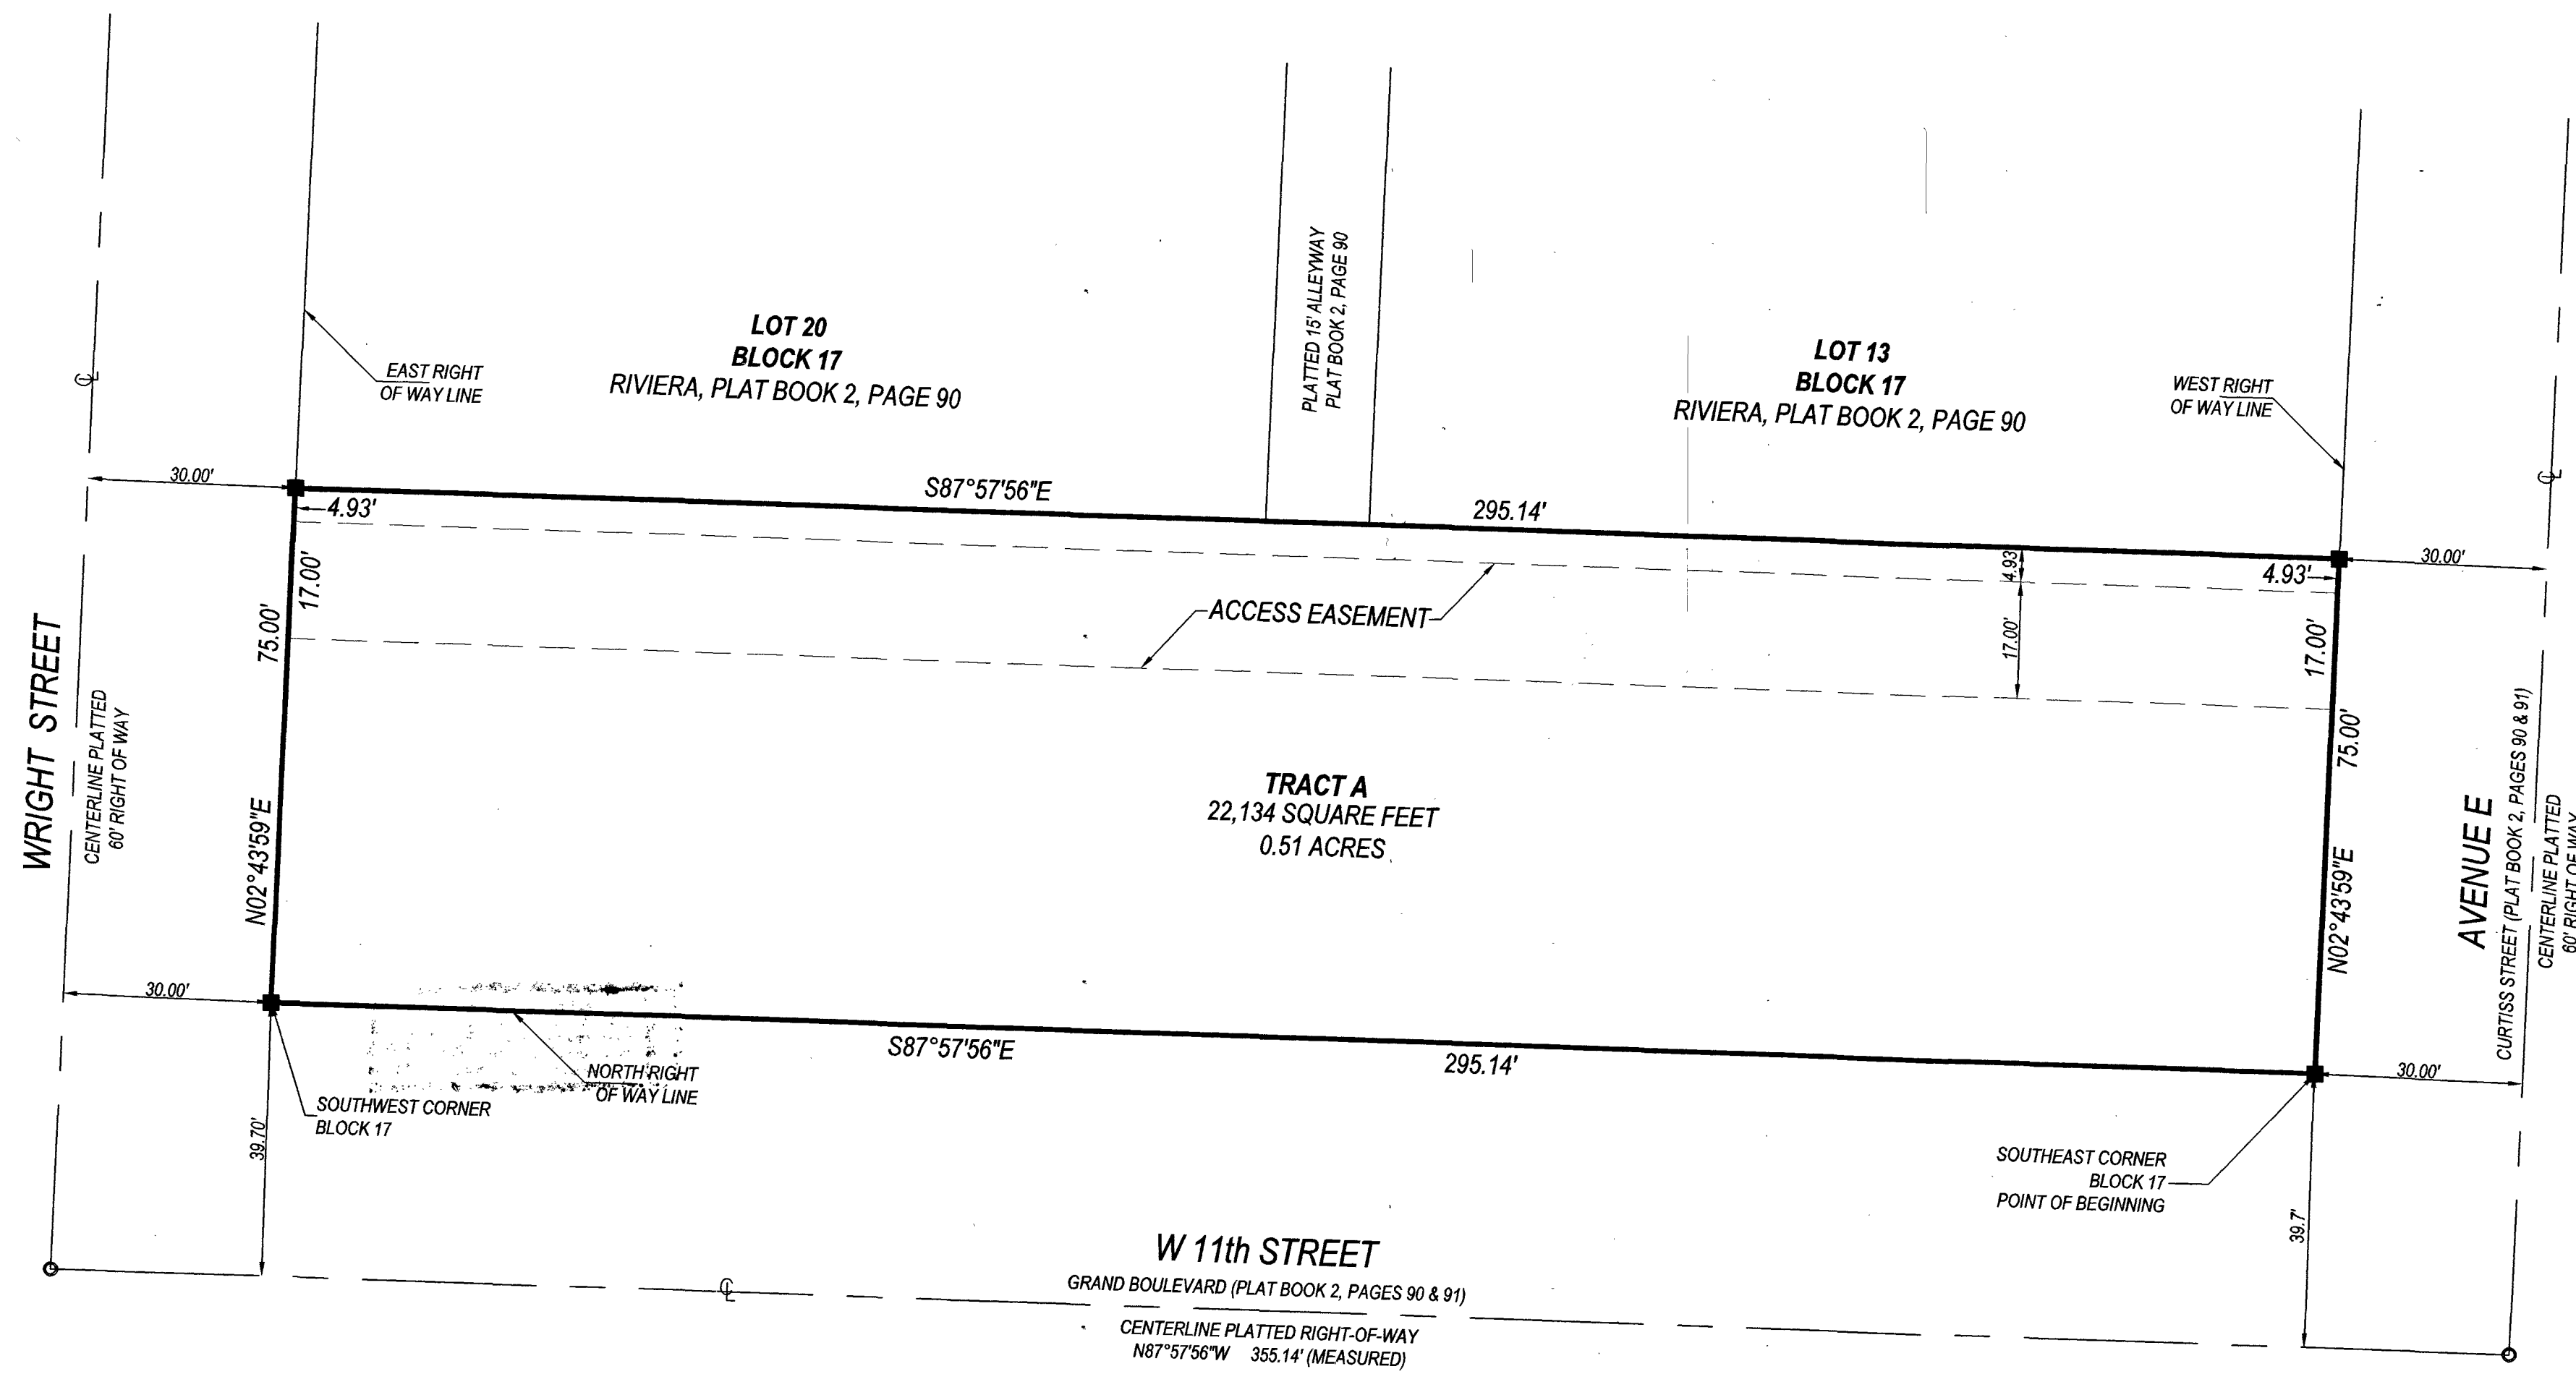 PLATTED 15' ALLEYWAY
PLAT BOOK 2, PAGE 90
LOT 20
BLOCK 17
RIVIERA, PLAT BOOK 2, PAGE 90
LOT 13
BLOCK 17
RIVIERA, PLAT BOOK 2, PAGE 90
EAST RIGHT
OF WAY LINE
WEST RIGHT
OF WAY LINE
CL
CL
30.00'
S87°57'56"E
295.14'
30.00'
4.93'
4.93'
4.93'
17.00'
75.00'
N02°43'59"E
ACCESS EASEMENT
17.00'
17.00'
75.00'
N02°43'59"E
WRIGHT STREET
CENTERLINE PLATTED
60' RIGHT OF WAY
TRACT A
22,134 SQUARE FEET
0.51 ACRES
AVENUE E
CURTISS STREET (PLAT BOOK 2, PAGES 90 & 91)
CENTERLINE PLATTED
60' RIGHT OF WAY
30.00'
S87°57'56"E
295.14'
30.00'
NORTH RIGHT
OF WAY LINE
SOUTHWEST CORNER
BLOCK 17
39.70'
SOUTHEAST CORNER
BLOCK 17
POINT OF BEGINNING
39.7'
W 11th STREET
GRAND BOULEVARD (PLAT BOOK 2, PAGES 90 & 91)
CL
CENTERLINE PLATTED RIGHT-OF-WAY
N87°57'56"W 355.14' (MEASURED)